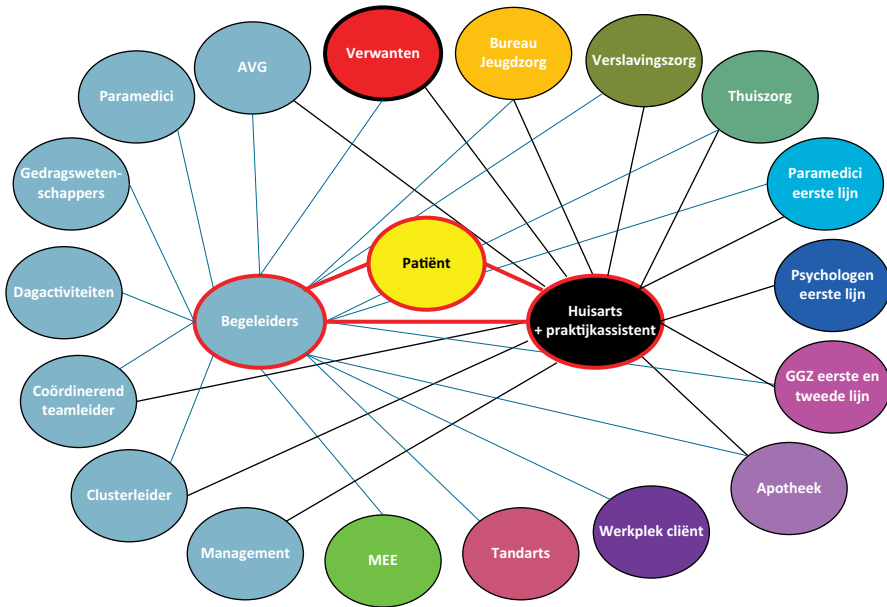 Verwanten
Bureau
Jeugdzorg
AVG
Verslavingszorg
Paramedici
Thuiszorg
Gedragsweten-
schappers
Paramedici
eerste lijn
Patiënt
Psychologen
eerste lijn
Dagactiviteiten
Begeleiders
Huisarts
+ praktijkassistent
GGZ eerste en
tweede lijn
Coördinerend
teamleider
Apotheek
Clusterleider
Werkplek cliënt
Management
MEE
Tandarts